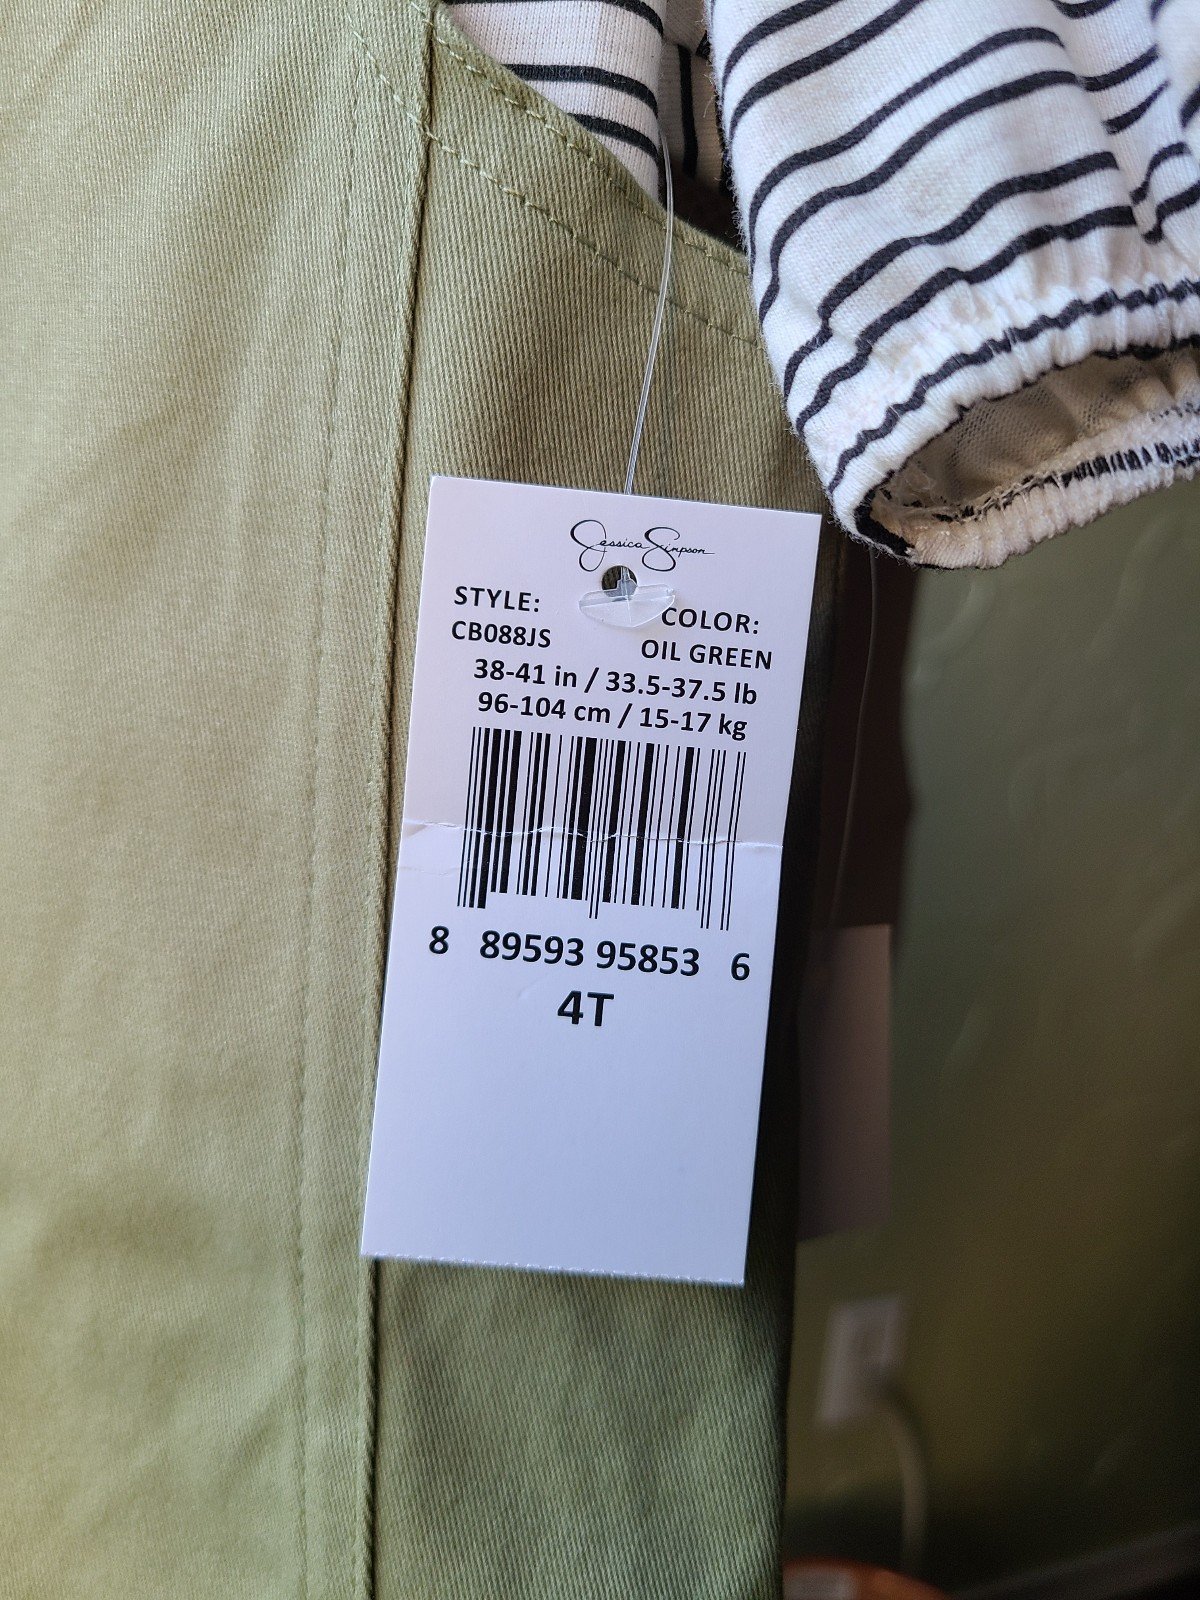 Jessica Simpson
STYLE: COLOR:
CB088JS OIL GREEN
38-41 in / 33.5-37.5 lb
96-104 cm / 15-17 kg
8 89593 95853 6
4T